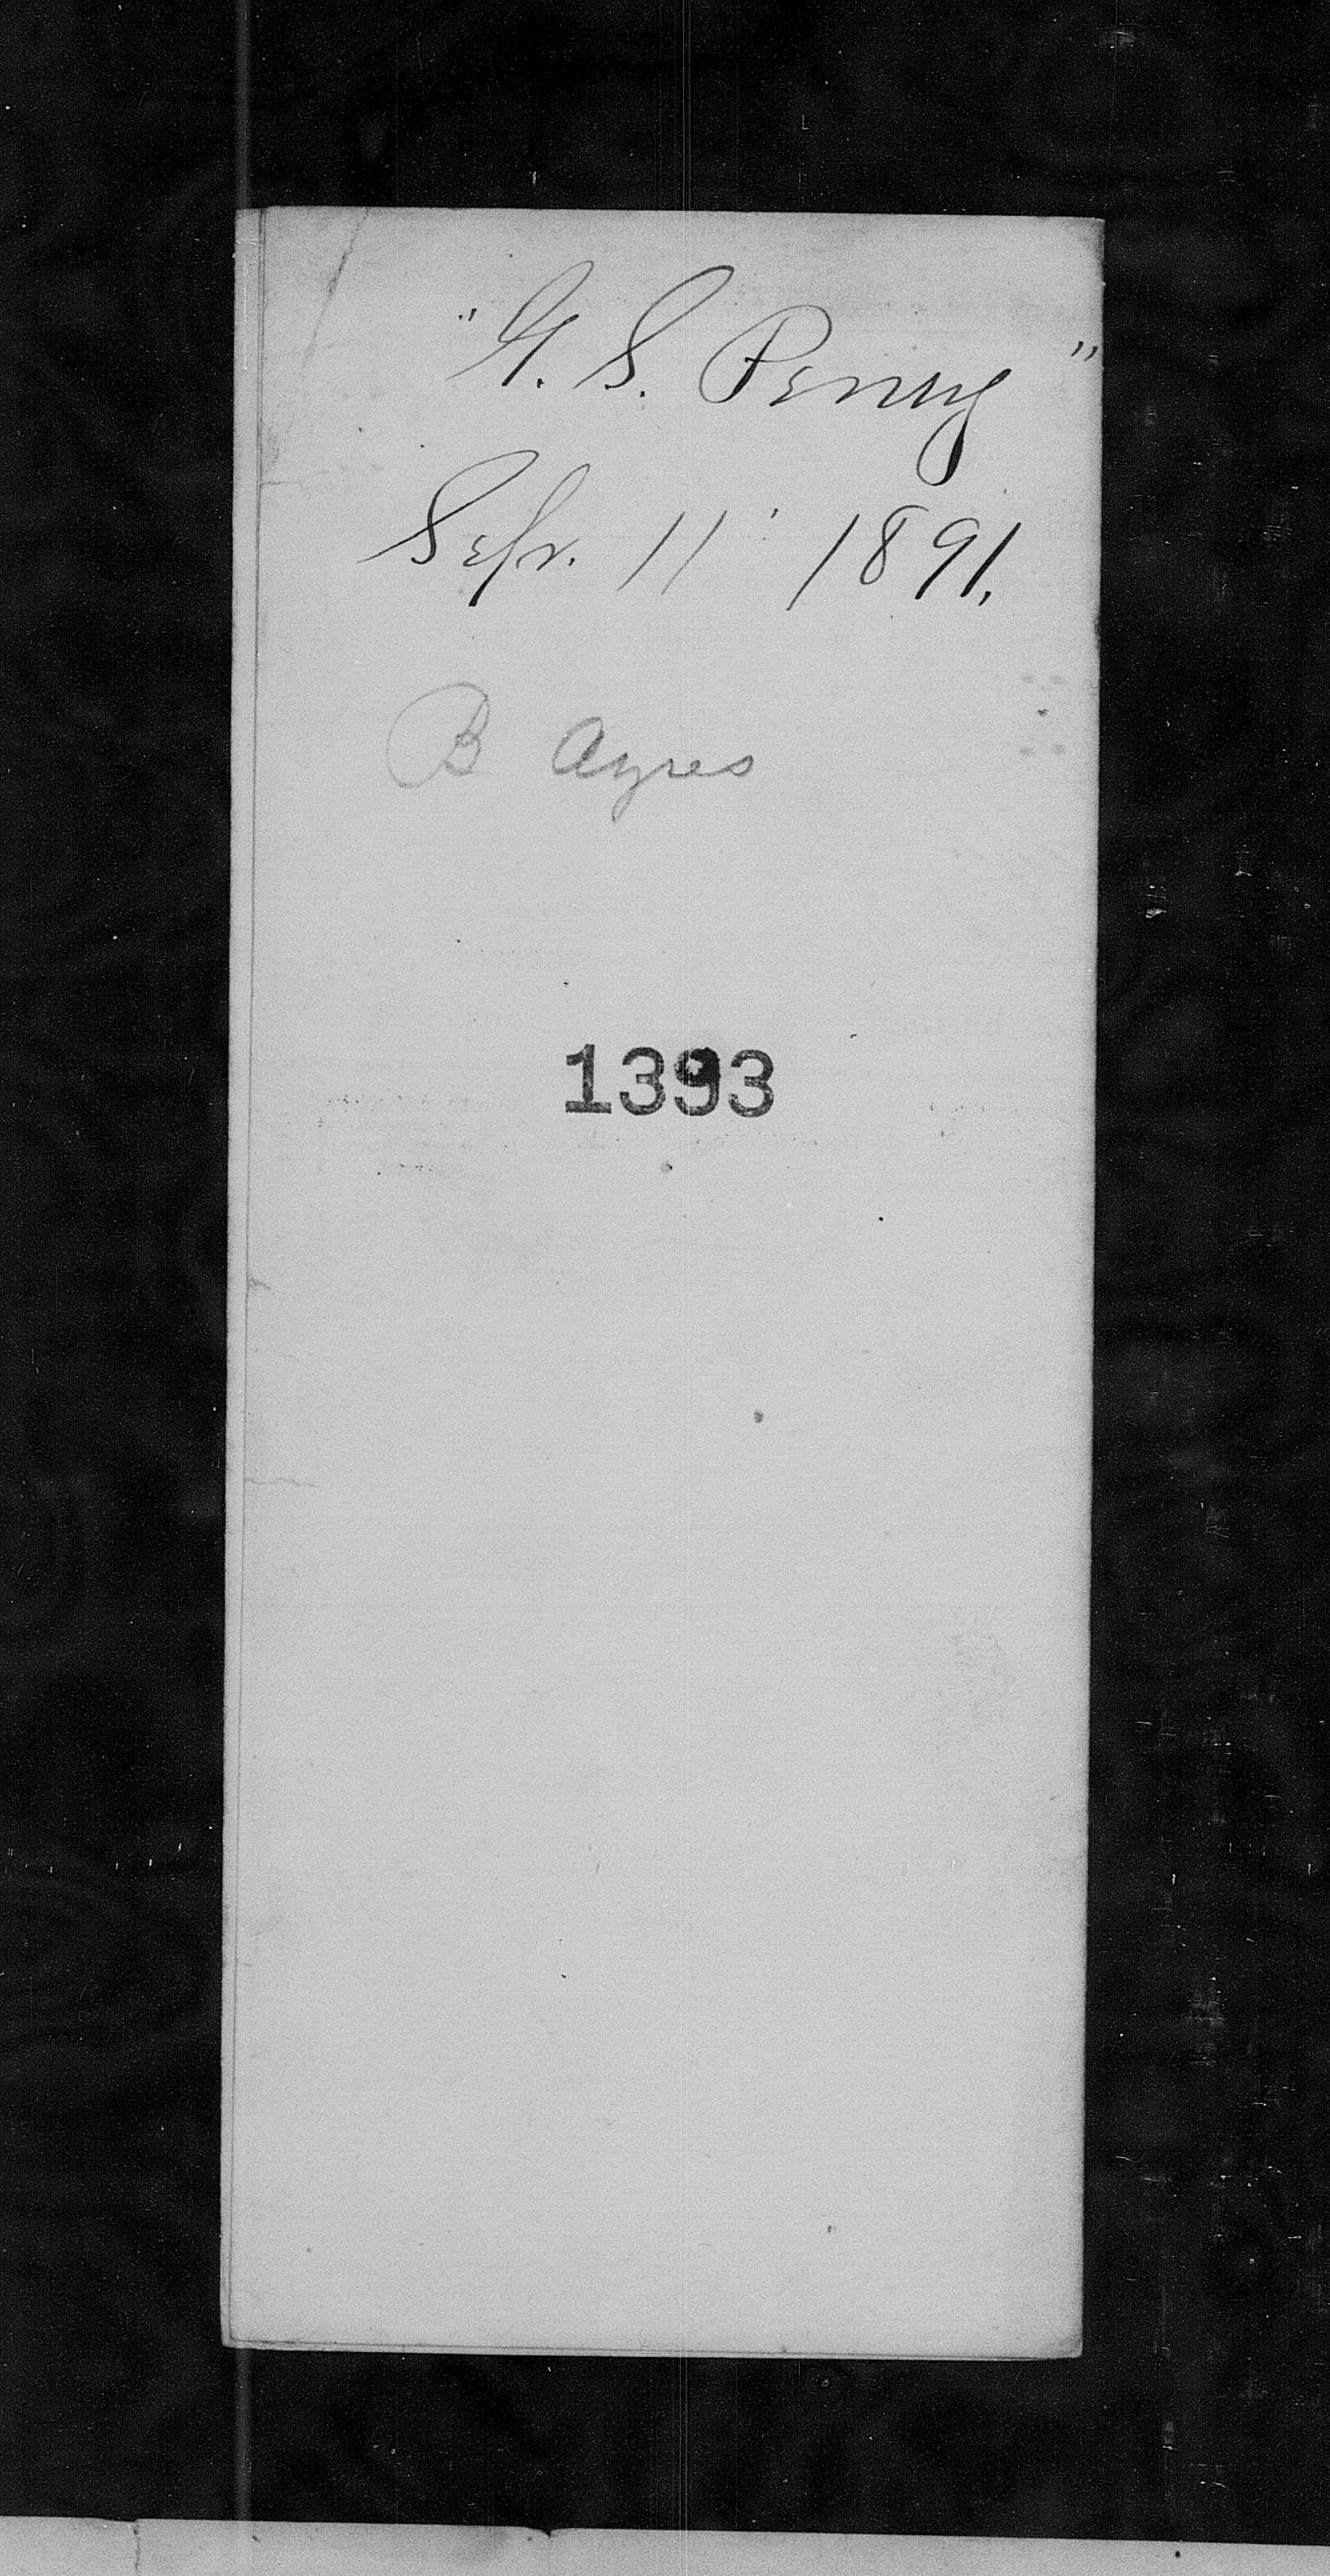 "G. S. Penny"
Sep. 11 1891.
B Ayres
1393